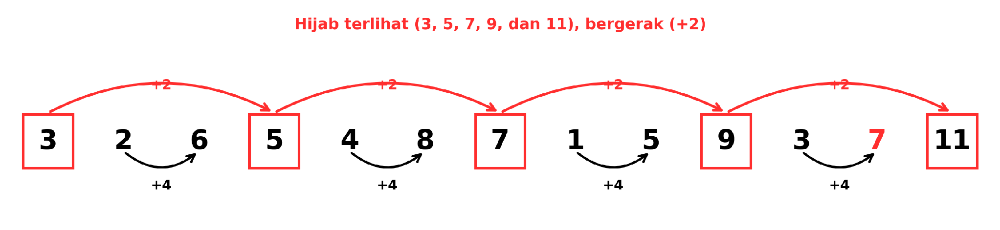 Hijab terlihat (3, 5, 7, 9, dan 11), bergerak (+2)
+2 +2 +2 +2
3 2 6 5 4 8 7 1 5 9 3 7 11
+4 +4 +4 +4